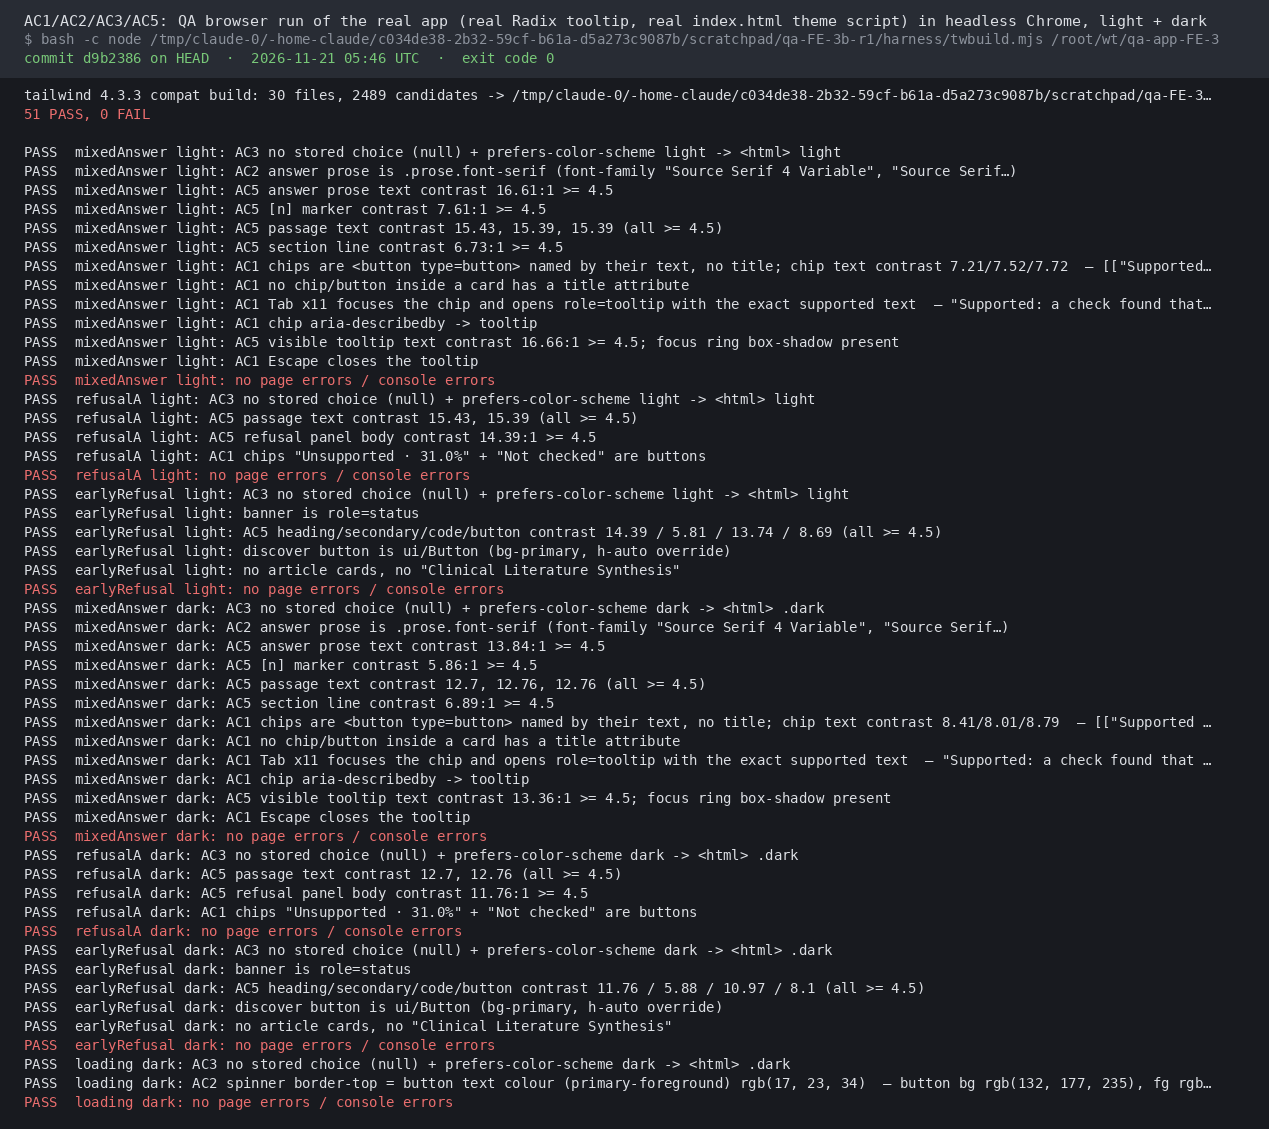 AC1/AC2/AC3/AC5: QA browser run of the real app (real Radix tooltip, real index.html theme script) in headless Chrome, light + dark
$ bash -c node /tmp/claude-0/-home-claude/c034de38-2b32-59cf-b61a-d5a273c9087b/scratchpad/qa-FE-3b-r1/harness/twbuild.mjs /root/wt/qa-app-FE-3
commit d9b2386 on HEAD · 2026-11-21 05:46 UTC · exit code 0
tailwind 4.3.3 compat build: 30 files, 2489 candidates -> /tmp/claude-0/-home-claude/c034de38-2b32-59cf-b61a-d5a273c9087b/scratchpad/qa-FE-3…
51 PASS, 0 FAIL
PASS  mixedAnswer light: AC3 no stored choice (null) + prefers-color-scheme light -> <html> light
PASS  mixedAnswer light: AC2 answer prose is .prose.font-serif (font-family "Source Serif 4 Variable", "Source Serif…)
PASS  mixedAnswer light: AC5 answer prose text contrast 16.61:1 >= 4.5
PASS  mixedAnswer light: AC5 [n] marker contrast 7.61:1 >= 4.5
PASS  mixedAnswer light: AC5 passage text contrast 15.43, 15.39, 15.39 (all >= 4.5)
PASS  mixedAnswer light: AC5 section line contrast 6.73:1 >= 4.5
PASS  mixedAnswer light: AC1 chips are <button type=button> named by their text, no title; chip text contrast 7.21/7.52/7.72  — [["Supported…
PASS  mixedAnswer light: AC1 no chip/button inside a card has a title attribute
PASS  mixedAnswer light: AC1 Tab x11 focuses the chip and opens role=tooltip with the exact supported text  — "Supported: a check found that…
PASS  mixedAnswer light: AC1 chip aria-describedby -> tooltip
PASS  mixedAnswer light: AC5 visible tooltip text contrast 16.66:1 >= 4.5; focus ring box-shadow present
PASS  mixedAnswer light: AC1 Escape closes the tooltip
PASS  mixedAnswer light: no page errors / console errors
PASS  refusalA light: AC3 no stored choice (null) + prefers-color-scheme light -> <html> light
PASS  refusalA light: AC5 passage text contrast 15.43, 15.39 (all >= 4.5)
PASS  refusalA light: AC5 refusal panel body contrast 14.39:1 >= 4.5
PASS  refusalA light: AC1 chips "Unsupported · 31.0%" + "Not checked" are buttons
PASS  refusalA light: no page errors / console errors
PASS  earlyRefusal light: AC3 no stored choice (null) + prefers-color-scheme light -> <html> light
PASS  earlyRefusal light: banner is role=status
PASS  earlyRefusal light: AC5 heading/secondary/code/button contrast 14.39 / 5.81 / 13.74 / 8.69 (all >= 4.5)
PASS  earlyRefusal light: discover button is ui/Button (bg-primary, h-auto override)
PASS  earlyRefusal light: no article cards, no "Clinical Literature Synthesis"
PASS  earlyRefusal light: no page errors / console errors
PASS  mixedAnswer dark: AC3 no stored choice (null) + prefers-color-scheme dark -> <html> .dark
PASS  mixedAnswer dark: AC2 answer prose is .prose.font-serif (font-family "Source Serif 4 Variable", "Source Serif…)
PASS  mixedAnswer dark: AC5 answer prose text contrast 13.84:1 >= 4.5
PASS  mixedAnswer dark: AC5 [n] marker contrast 5.86:1 >= 4.5
PASS  mixedAnswer dark: AC5 passage text contrast 12.7, 12.76, 12.76 (all >= 4.5)
PASS  mixedAnswer dark: AC5 section line contrast 6.89:1 >= 4.5
PASS  mixedAnswer dark: AC1 chips are <button type=button> named by their text, no title; chip text contrast 8.41/8.01/8.79  — [["Supported …
PASS  mixedAnswer dark: AC1 no chip/button inside a card has a title attribute
PASS  mixedAnswer dark: AC1 Tab x11 focuses the chip and opens role=tooltip with the exact supported text  — "Supported: a check found that …
PASS  mixedAnswer dark: AC1 chip aria-describedby -> tooltip
PASS  mixedAnswer dark: AC5 visible tooltip text contrast 13.36:1 >= 4.5; focus ring box-shadow present
PASS  mixedAnswer dark: AC1 Escape closes the tooltip
PASS  mixedAnswer dark: no page errors / console errors
PASS  refusalA dark: AC3 no stored choice (null) + prefers-color-scheme dark -> <html> .dark
PASS  refusalA dark: AC5 passage text contrast 12.7, 12.76 (all >= 4.5)
PASS  refusalA dark: AC5 refusal panel body contrast 11.76:1 >= 4.5
PASS  refusalA dark: AC1 chips "Unsupported · 31.0%" + "Not checked" are buttons
PASS  refusalA dark: no page errors / console errors
PASS  earlyRefusal dark: AC3 no stored choice (null) + prefers-color-scheme dark -> <html> .dark
PASS  earlyRefusal dark: banner is role=status
PASS  earlyRefusal dark: AC5 heading/secondary/code/button contrast 11.76 / 5.88 / 10.97 / 8.1 (all >= 4.5)
PASS  earlyRefusal dark: discover button is ui/Button (bg-primary, h-auto override)
PASS  earlyRefusal dark: no article cards, no "Clinical Literature Synthesis"
PASS  earlyRefusal dark: no page errors / console errors
PASS  loading dark: AC3 no stored choice (null) + prefers-color-scheme dark -> <html> .dark
PASS  loading dark: AC2 spinner border-top = button text colour (primary-foreground) rgb(17, 23, 34)  — button bg rgb(132, 177, 235), fg rgb…
PASS  loading dark: no page errors / console errors